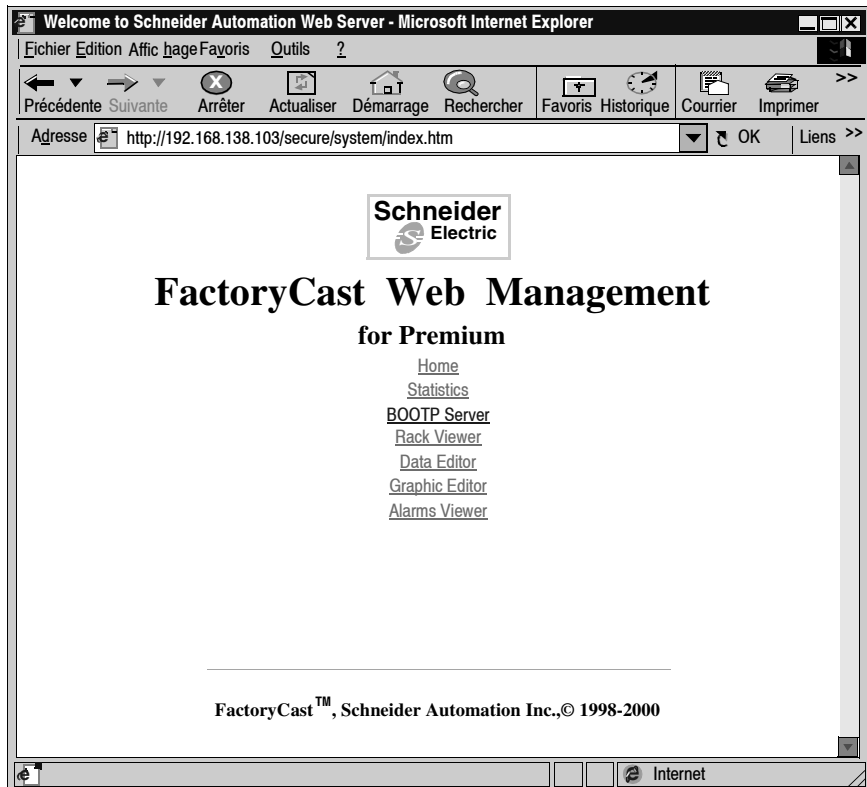 Welcome to Schneider Automation Web Server - Microsoft Internet Explorer
Fichier Edition Affic hage Favoris Outils ?
Précédente Suivante Arrêter Actualiser Démarrage Rechercher Favoris Historique Courrier Imprimer >>
Adresse http://192.168.138.103/secure/system/index.htm OK Liens >>
Schneider
Electric
FactoryCast Web Management
for Premium
Home
Statistics
BOOTP Server
Rack Viewer
Data Editor
Graphic Editor
Alarms Viewer
FactoryCast™, Schneider Automation Inc.,© 1998-2000
Internet